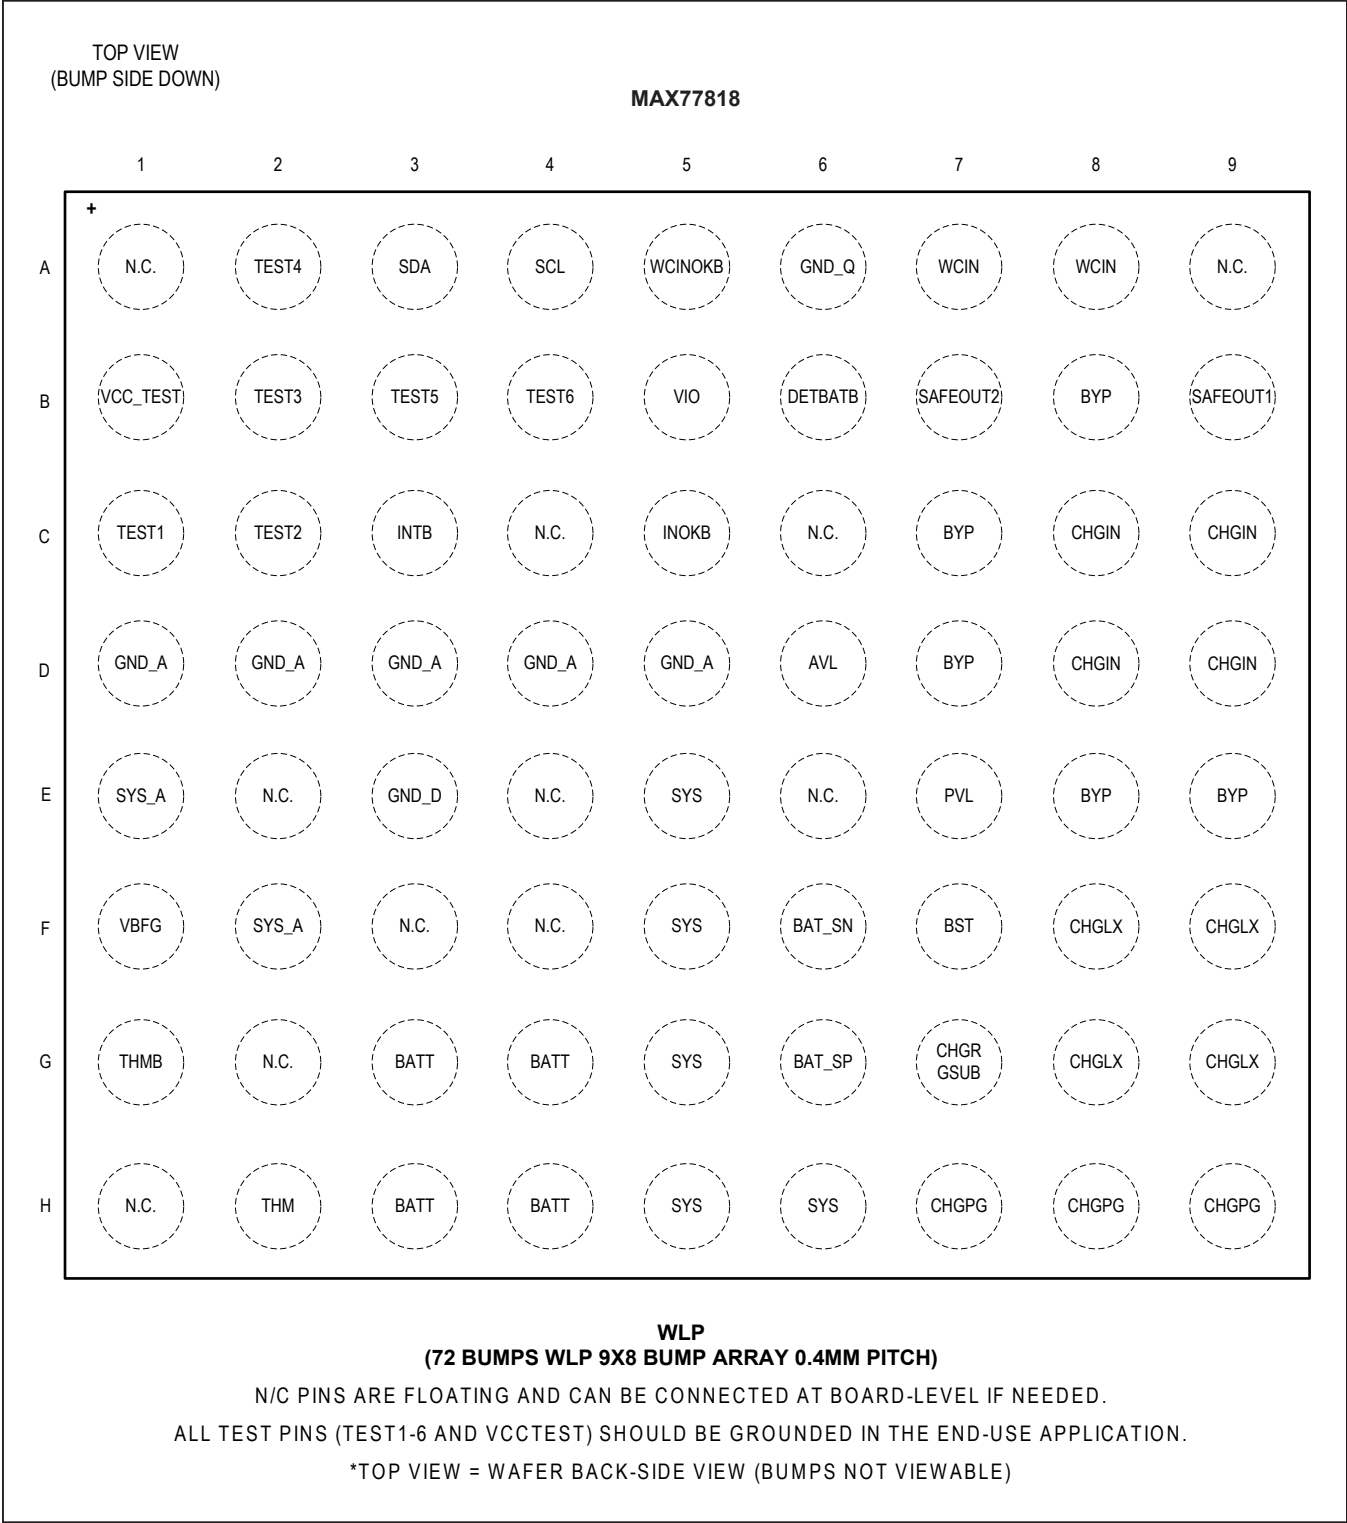 TOP VIEW
(BUMP SIDE DOWN)
MAX77818
1 2 3 4 5 6 7 8 9
+
A N.C. TEST4 SDA SCL WCINOKB GND_Q WCIN WCIN N.C.
B VCC_TEST TEST3 TEST5 TEST6 VIO DETBATB SAFEOUT2 BYP SAFEOUT1
C TEST1 TEST2 INTB N.C. INOKB N.C. BYP CHGIN CHGIN
D GND_A GND_A GND_A GND_A GND_A AVL BYP CHGIN CHGIN
E SYS_A N.C. GND_D N.C. SYS N.C. PVL BYP BYP
F VBFG SYS_A N.C. N.C. SYS BAT_SN BST CHGLX CHGLX
G THMB N.C. BATT BATT SYS BAT_SP CHGR GSUB CHGLX CHGLX
H N.C. THM BATT BATT SYS SYS CHGPG CHGPG CHGPG
WLP
(72 BUMPS WLP 9X8 BUMP ARRAY 0.4MM PITCH)
N/C PINS ARE FLOATING AND CAN BE CONNECTED AT BOARD-LEVEL IF NEEDED.
ALL TEST PINS (TEST1-6 AND VCCTEST) SHOULD BE GROUNDED IN THE END-USE APPLICATION.
*TOP VIEW = WAFER BACK-SIDE VIEW (BUMPS NOT VIEWABLE)